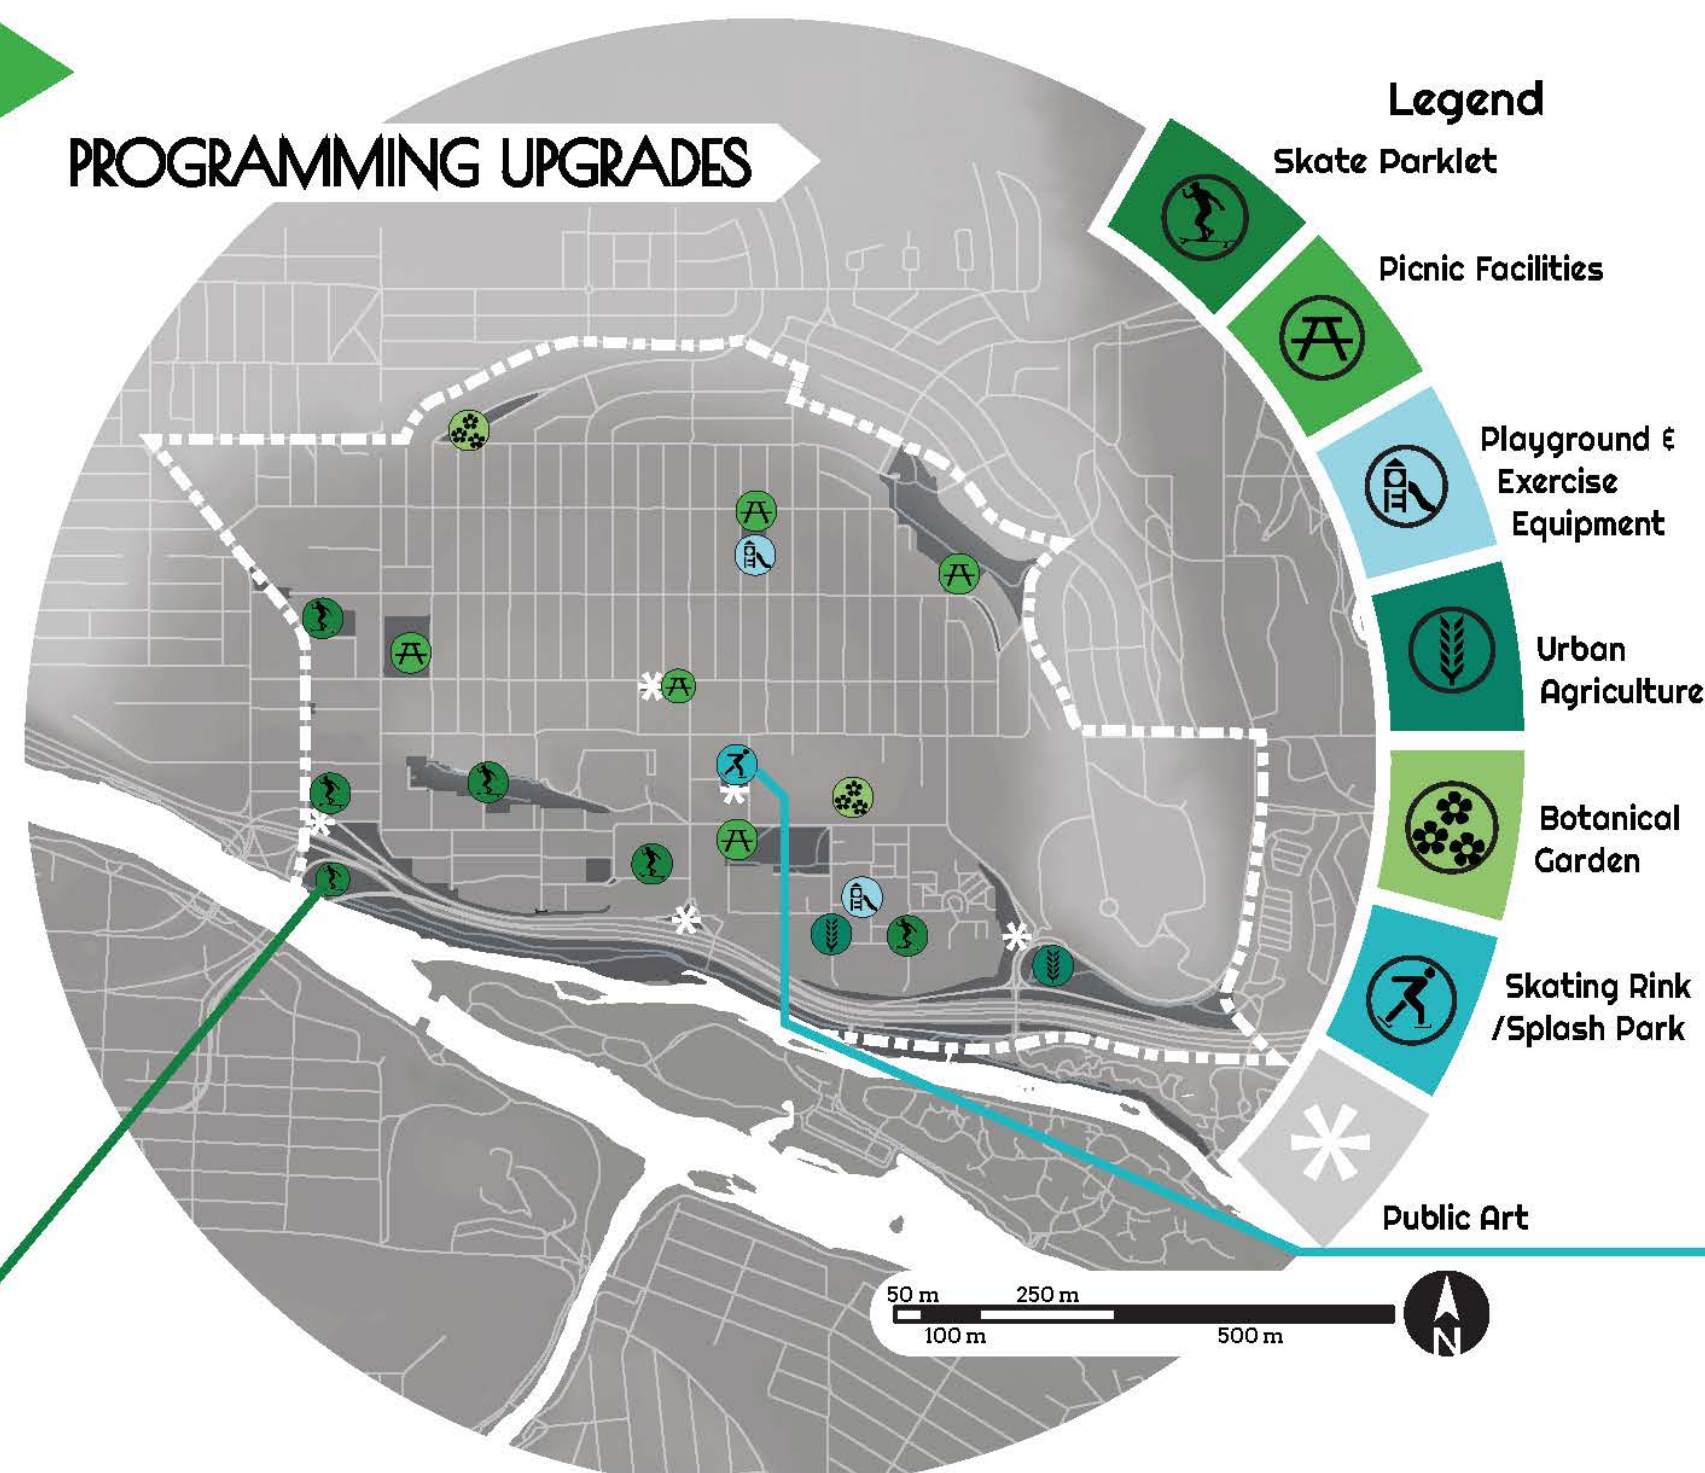 PROGRAMMING UPGRADES
Legend
Skate Parklet
Picnic Facilities
Playground &
Exercise
Equipment
Urban
Agriculture
Botanical
Garden
Skating Rink
/Splash Park
Public Art
50 m
250 m
100 m
500 m
N